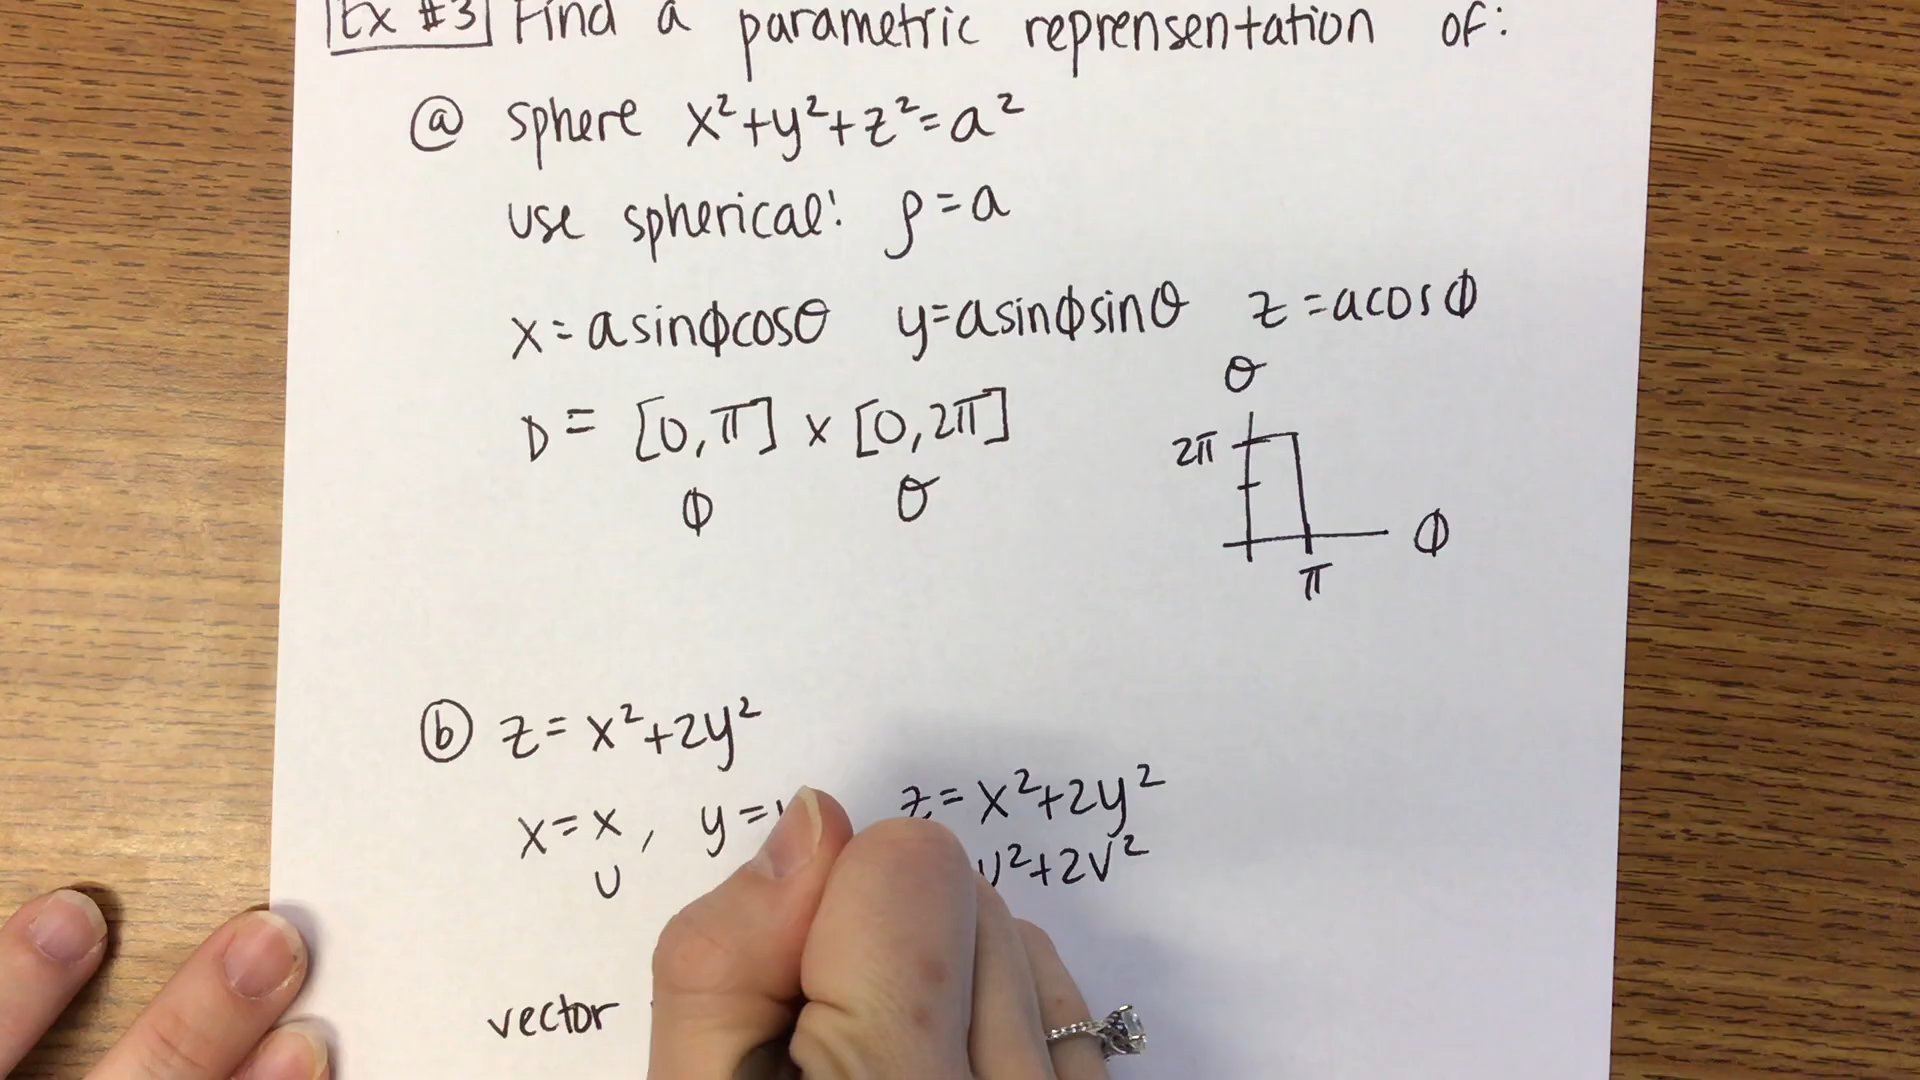 Ex #3 Find a parametric reprensentation of:
ⓐ sphere x²+y²+z²=a²
use spherical: ρ=a
x=asinϕcosθ y=asinϕsinθ z=acosϕ
D = [0,π] x [0,2π]
ϕ θ
θ
2π
ϕ
π
ⓑ z=x²+2y²
x=x, y= z=x²+2y²
u u²+2v²
vector